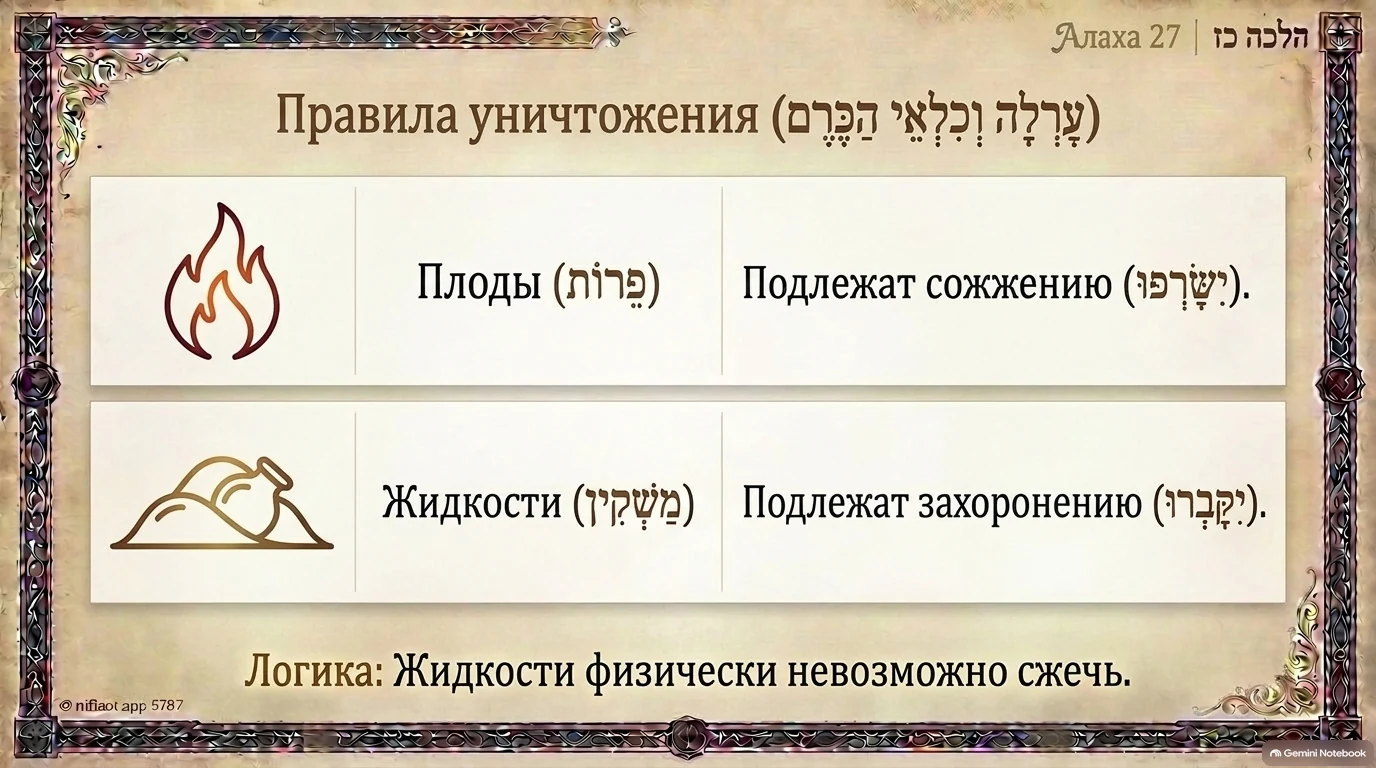 Алаха 27 | הלכה כז
Правила уничтожения (עָרְלָה וְכִלְאֵי הַכֶּרֶם)
Плоды (פֵּרוֹת)
Подлежат сожжению (יִשָּׂרְפוּ).
Жидкости (מַשְׁקִין)
Подлежат захоронению (יִקָּבְרוּ).
Логика: Жидкости физически невозможно сжечь.
© nifiaot app 5787
Gemini Notebook